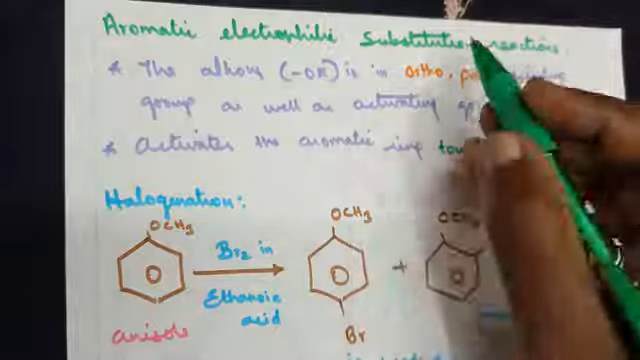 Aromatic electrophilic Substitution reactions.
* The alkoxy (-OR) is in Ortho,
group as well as activating
* Activates the aromatic ring
Halogenation:-
OCH3 OCH3 OCH3
Br2 in
+
Ethanoic
acid
anisole Br